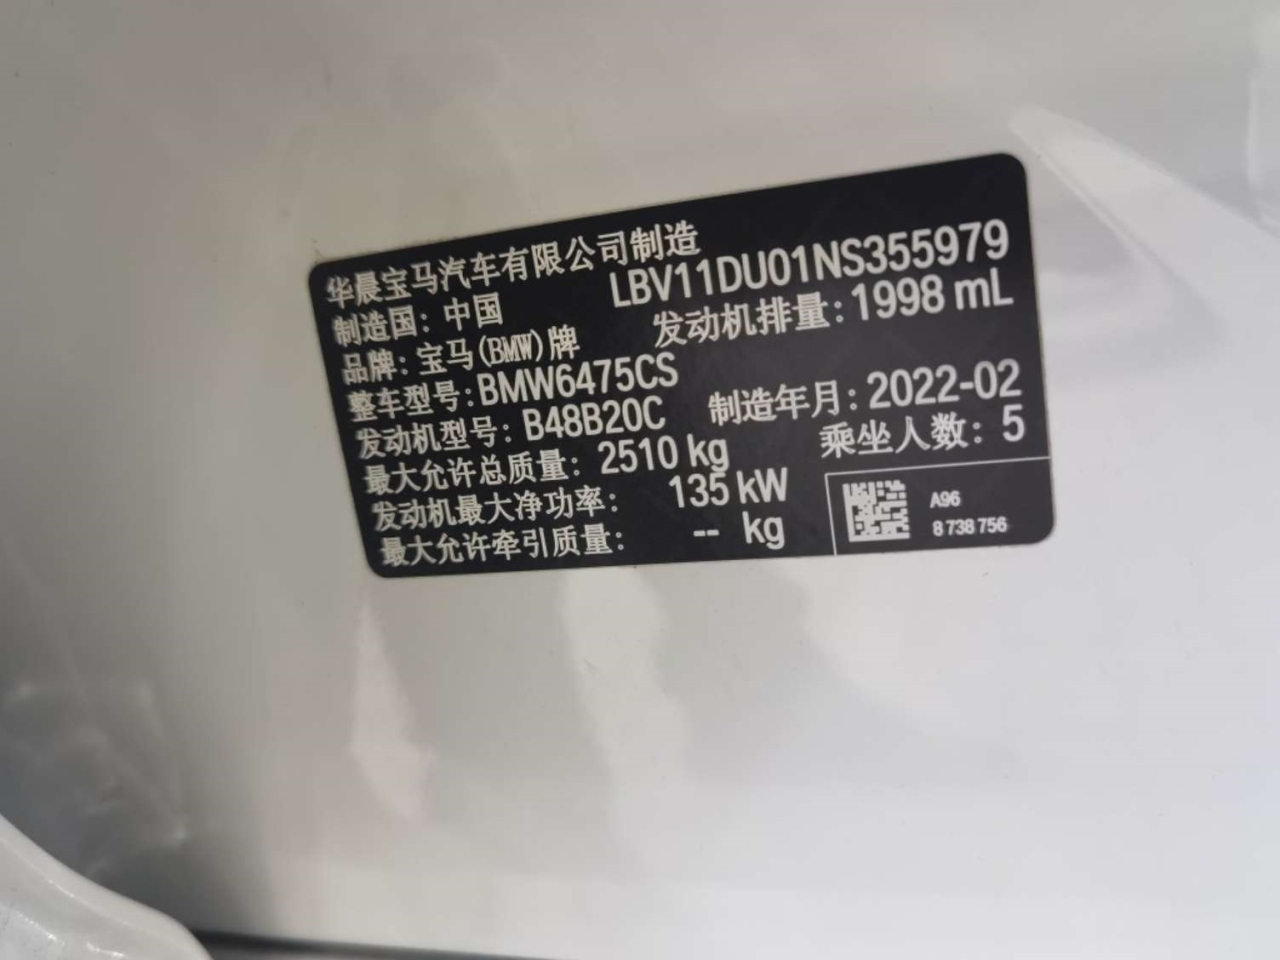 华晨宝马汽车有限公司制造
制造国：中国 LBV11DU01NS355979
品牌：宝马(BMW)牌 发动机排量：1998 mL
整车型号：BMW6475CS
发动机型号：B48B20C 制造年月：2022-02
最大允许总质量：2510 kg 乘坐人数：5
发动机最大净功率：135 kW
最大允许牵引质量：-- kg
A96
8 738 756